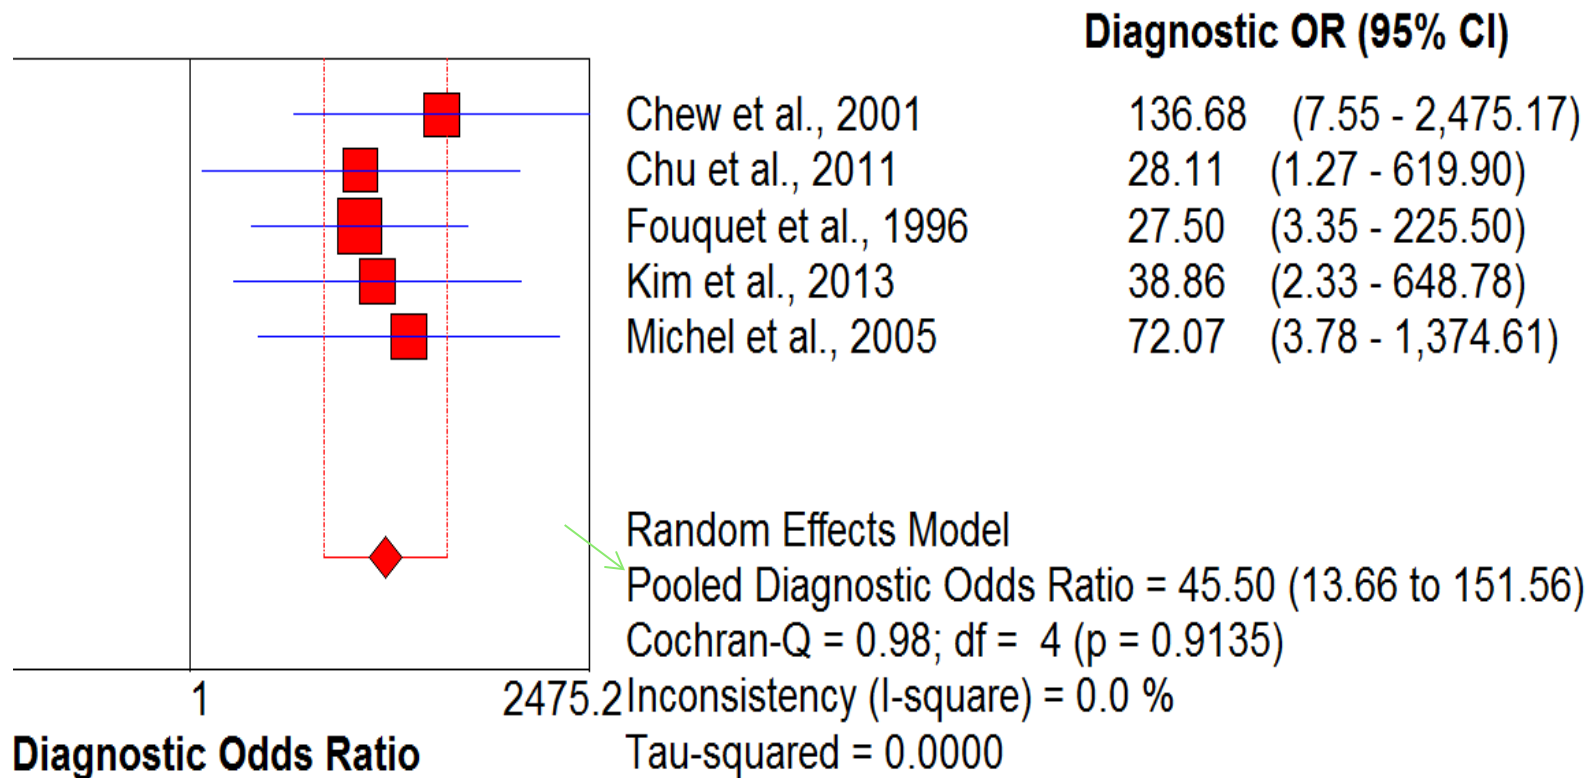 Diagnostic OR (95% CI)
Chew et al., 2001 136.68 (7.55 - 2,475.17)
Chu et al., 2011 28.11 (1.27 - 619.90)
Fouquet et al., 1996 27.50 (3.35 - 225.50)
Kim et al., 2013 38.86 (2.33 - 648.78)
Michel et al., 2005 72.07 (3.78 - 1,374.61)
Random Effects Model
Pooled Diagnostic Odds Ratio = 45.50 (13.66 to 151.56)
Cochran-Q = 0.98; df = 4 (p = 0.9135)
1 2475.2 Inconsistency (I-square) = 0.0 %
Diagnostic Odds Ratio Tau-squared = 0.0000